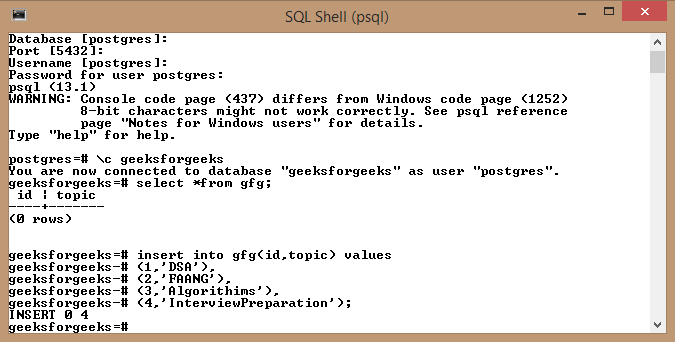 SQL Shell (psql)
Database [postgres]:
Port [5432]:
Username [postgres]:
Password for user postgres:
psql (13.1)
WARNING: Console code page (437) differs from Windows code page (1252)
         8-bit characters might not work correctly. See psql reference
         page "Notes for Windows users" for details.
Type "help" for help.

postgres=# \c geeksforgeeks
You are now connected to database "geeksforgeeks" as user "postgres".
geeksforgeeks=# select *from gfg;
 id ¦ topic
----+-------
(0 rows)


geeksforgeeks=# insert into gfg(id,topic) values
geeksforgeeks-# (1,'DSA'),
geeksforgeeks-# (2,'FAANG'),
geeksforgeeks-# (3,'Algorithims'),
geeksforgeeks-# (4,'InterviewPreparation');
INSERT 0 4
geeksforgeeks=#